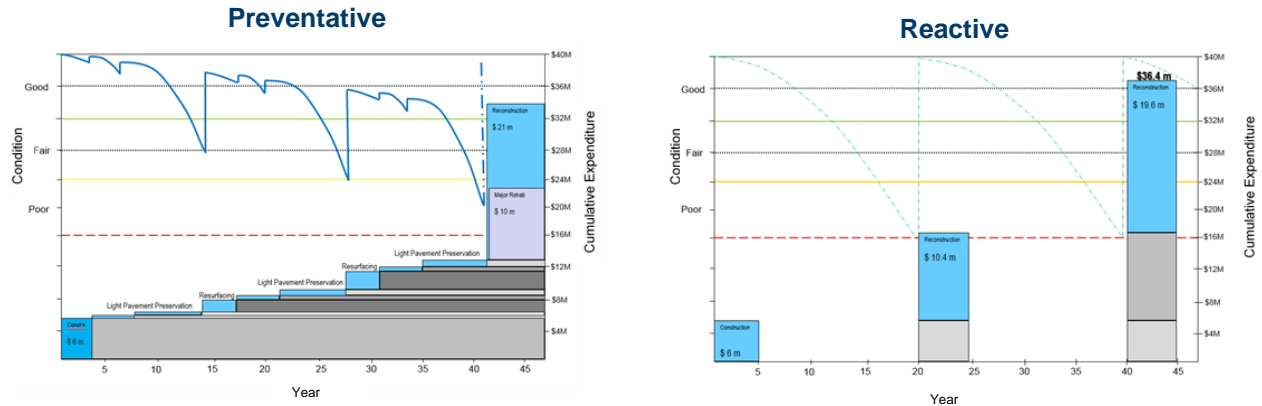 Preventative
Condition
Good
Fair
Poor
$40M
$36M
$32M
$28M
$24M
$20M
$16M
$12M
$8M
$4M
Cumulative Expenditure
Reconstruction
$ 21 m
Major Rehab
$ 10 m
Light Pavement Preservation
Resurfacing
Light Pavement Preservation
Resurfacing
Light Pavement Preservation
Const'n
$ 6 m
5 10 15 20 25 30 35 40 45
Year
Reactive
Condition
Good
Fair
Poor
$40M
$36M
$32M
$28M
$24M
$20M
$16M
$12M
$8M
$4M
Cumulative Expenditure
$36.4 m
Reconstruction
$ 19.6 m
Reconstruction
$ 10.4 m
Construction
$ 6 m
5 10 15 20 25 30 35 40 45
Year